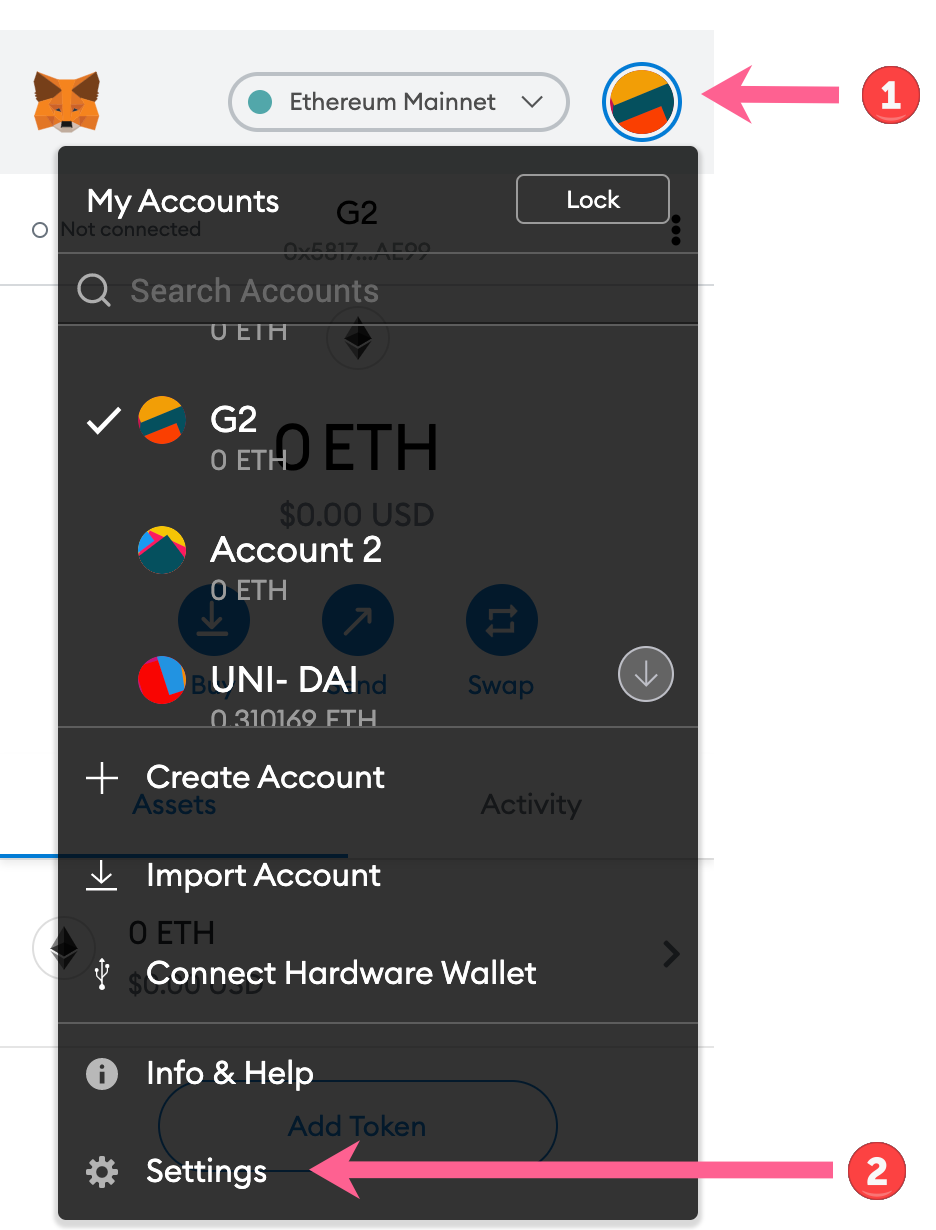 Ethereum Mainnet
1
My Accounts
Lock
G2
Not connected
0x5817...AE99
Search Accounts
0 ETH
G2
0 ETH
0 ETH
$0.00 USD
Account 2
0 ETH
UNI- DAI
0.310169 ETH
Buy
Send
Swap
Create Account
Assets
Activity
Import Account
0 ETH
Connect Hardware Wallet
$0.00 USD
Info & Help
Add Token
Settings
2